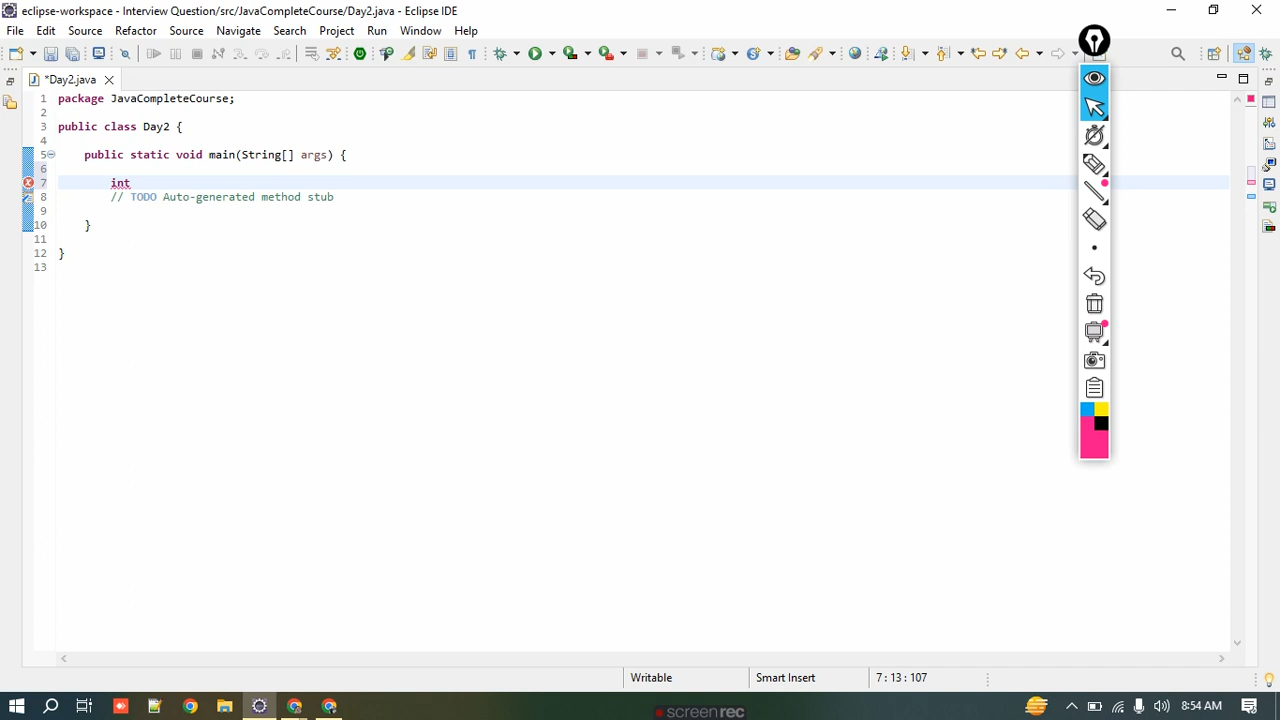 eclipse-workspace - Interview Question/src/JavaCompleteCourse/Day2.java - Eclipse IDE
File Edit Source Refactor Source Navigate Search Project Run Window Help
*Day2.java
1 package JavaCompleteCourse;
2
3 public class Day2 {
4
5 public static void main(String[] args) {
6
7 int
8 // TODO Auto-generated method stub
9
10 }
11
12 }
13
Writable Smart Insert 7 : 13 : 107
8:54 AM
screenrec